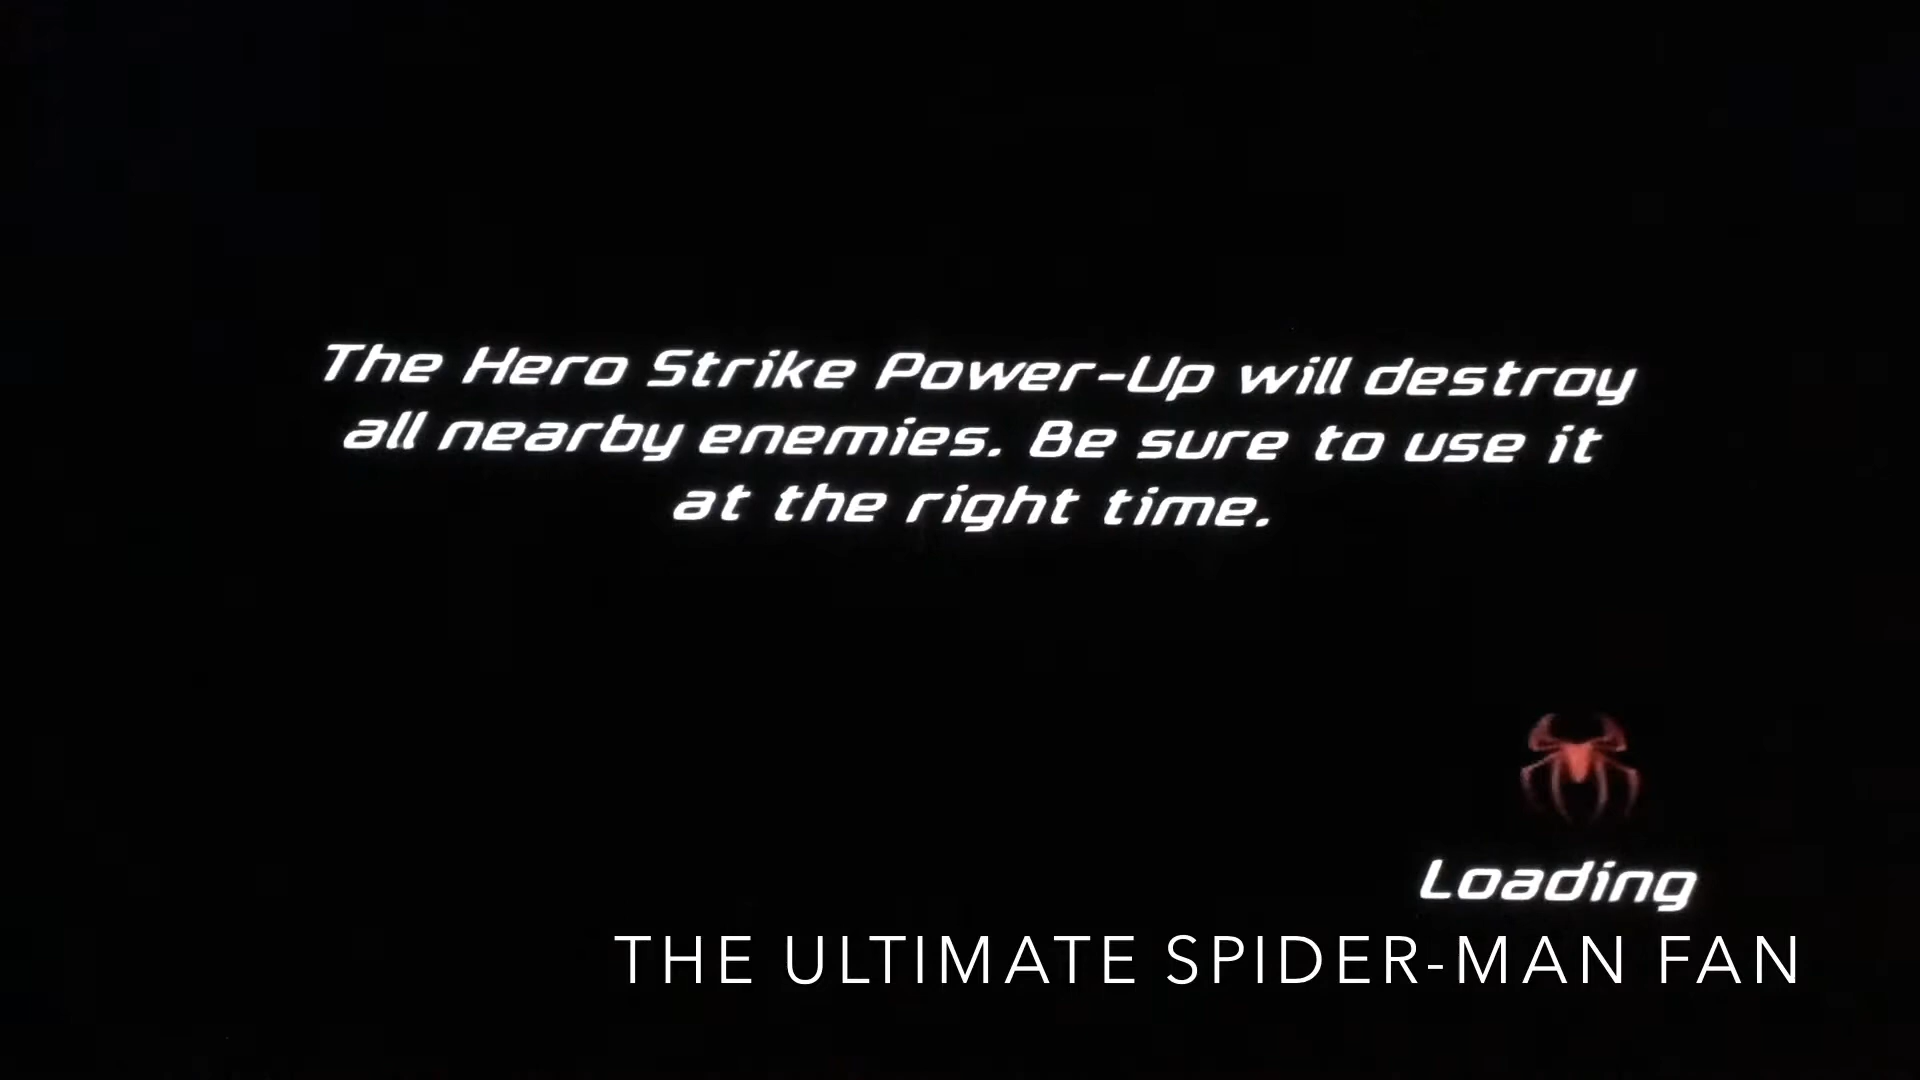 The Hero Strike Power-Up will destroy
all nearby enemies. Be sure to use it
at the right time.
Loading
THE ULTIMATE SPIDER-MAN FAN